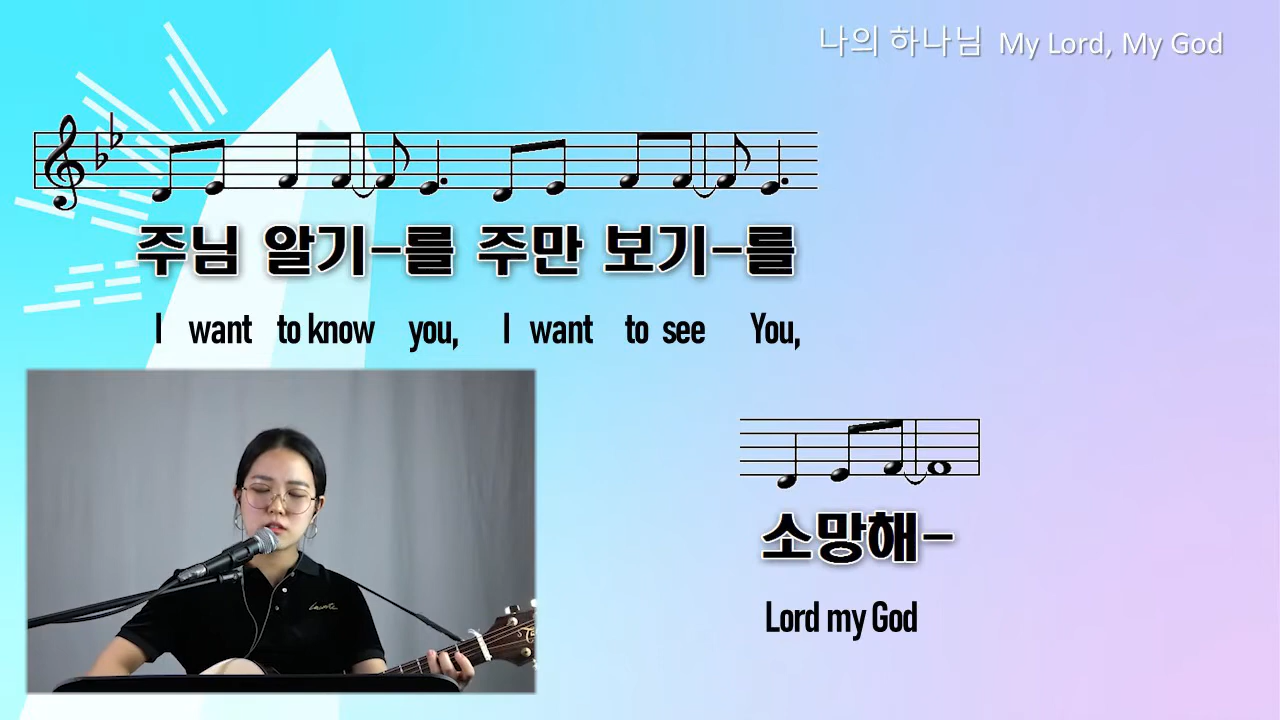 나의 하나님 My Lord, My God
주님 알기-를 주만 보기-를
I want to know you, I want to see You,
소망해-
Lord my God